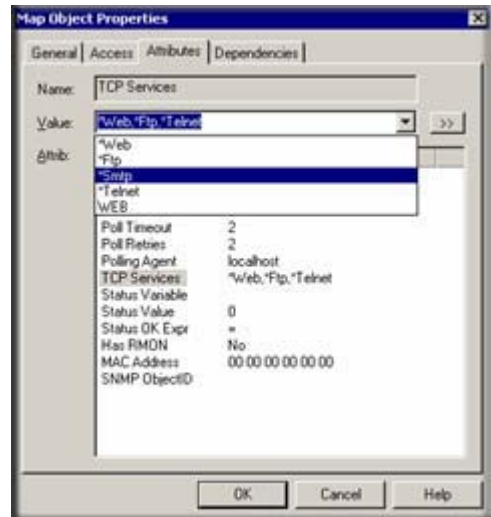 Map Object Properties
General Access Attributes Dependencies
Name: TCP Services
Value: *Web,*Ftp,*Telnet >>
Attrib:
*Web
*Ftp
*Smtp
*Telnet
WEB
Poll Timeout 2
Poll Retries 2
Polling Agent localhost
TCP Services *Web,*Ftp,*Telnet
Status Variable
Status Value 0
Status OK Expr =
Has RMON No
MAC Address 00 00 00 00 00 00
SNMP ObjectID
OK Cancel Help